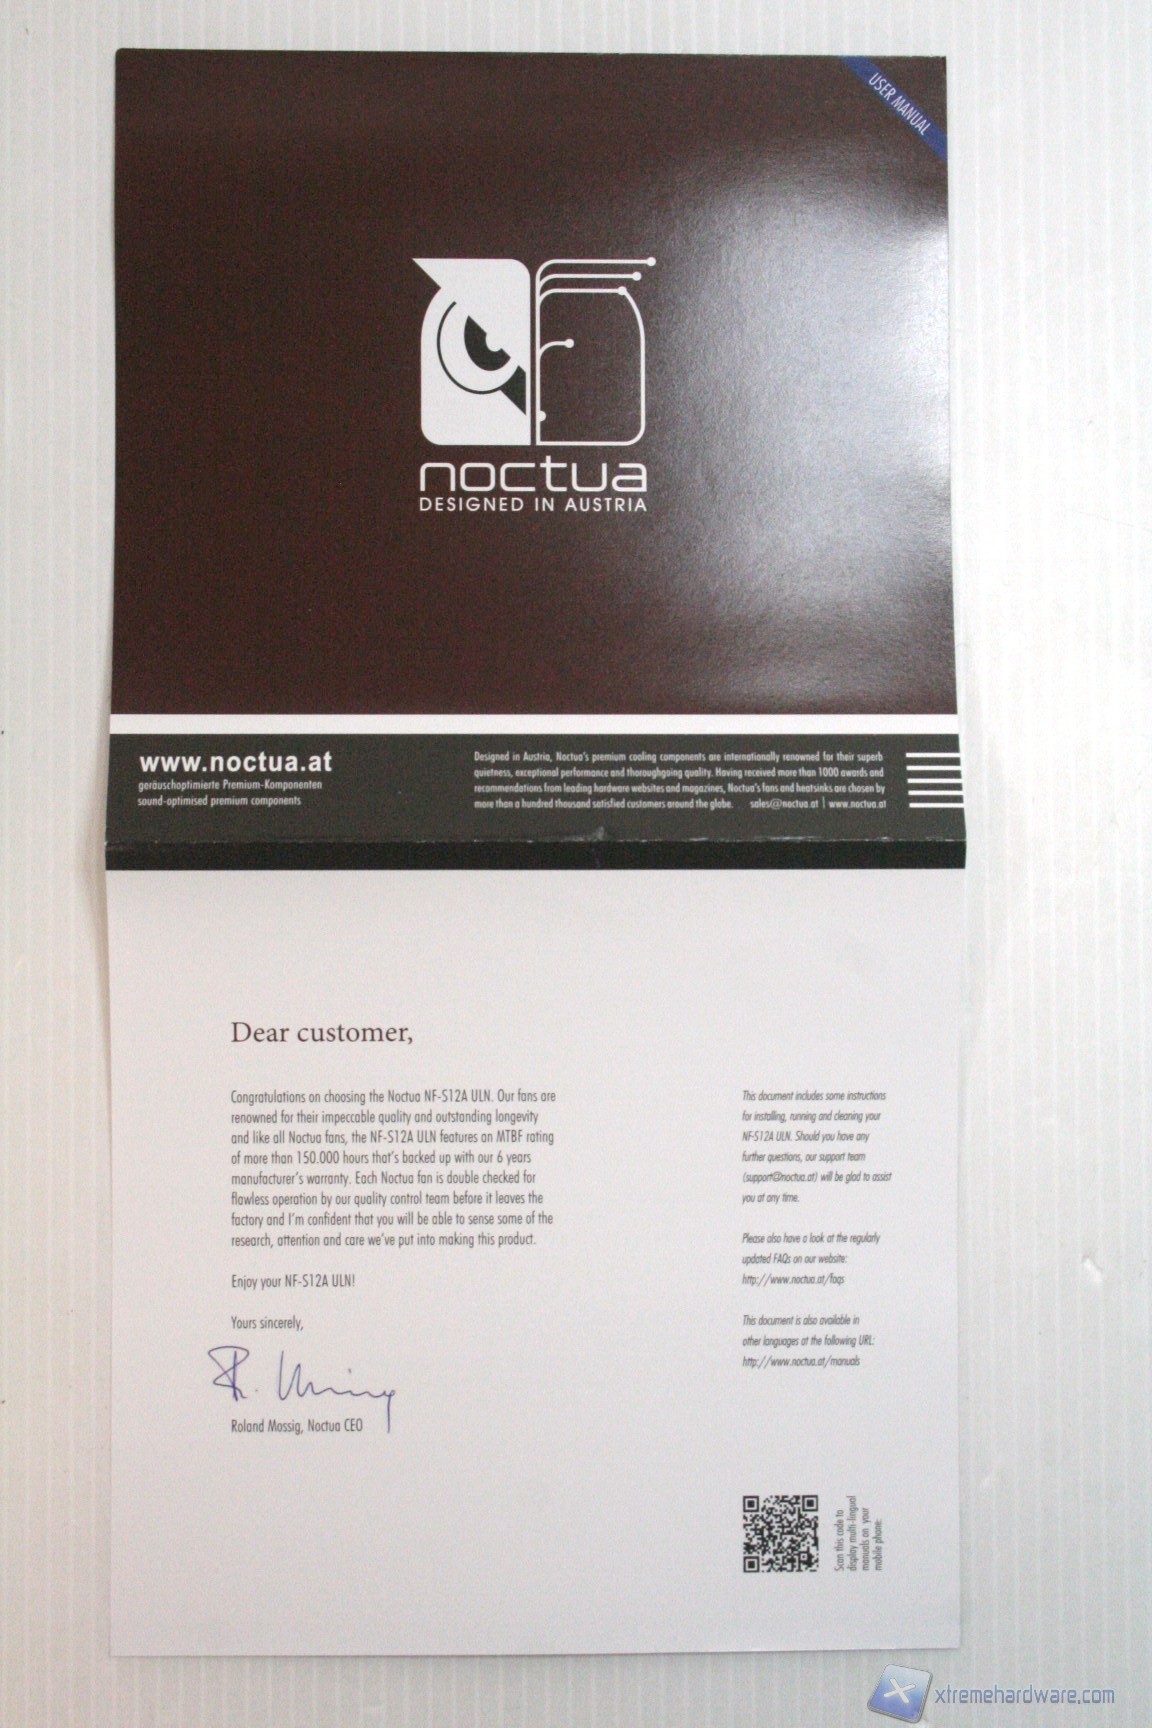 USER MANUAL
noctua
DESIGNED IN AUSTRIA
www.noctua.at
geräuschoptimierte Premium-Komponenten
sound-optimised premium components
Designed in Austria, Noctua's premium cooling components are internationally renowned for their superb
quietness, exceptional performance and thoroughgoing quality. Having received more than 1000 awards and
recommendations from leading hardware websites and magazines, Noctua's fans and heatsinks are chosen by
more than a hundred thousand satisfied customers around the globe. sales@noctua.at | www.noctua.at
Dear customer,
Congratulations on choosing the Noctua NF-S12A ULN. Our fans are
renowned for their impeccable quality and outstanding longevity
and like all Noctua fans, the NF-S12A ULN features an MTBF rating
of more than 150.000 hours that's backed up with our 6 years
manufacturer's warranty. Each Noctua fan is double checked for
flawless operation by our quality control team before it leaves the
factory and I'm confident that you will be able to sense some of the
research, attention and care we've put into making this product.
Enjoy your NF-S12A ULN!
Yours sincerely,
Roland Mossig, Noctua CEO
This document includes some instructions
for installing, running and cleaning your
NF-S12A ULN. Should you have any
further questions, our support team
(support@noctua.at) will be glad to assist
you at any time.
Please also have a look at the regularly
updated FAQs on our website:
http://www.noctua.at/faqs
This document is also available in
other languages at the following URL:
http://www.noctua.at/manuals
Scan this code to
display multi-lingual
manuals on your
mobile phone:
xtremehardware.com